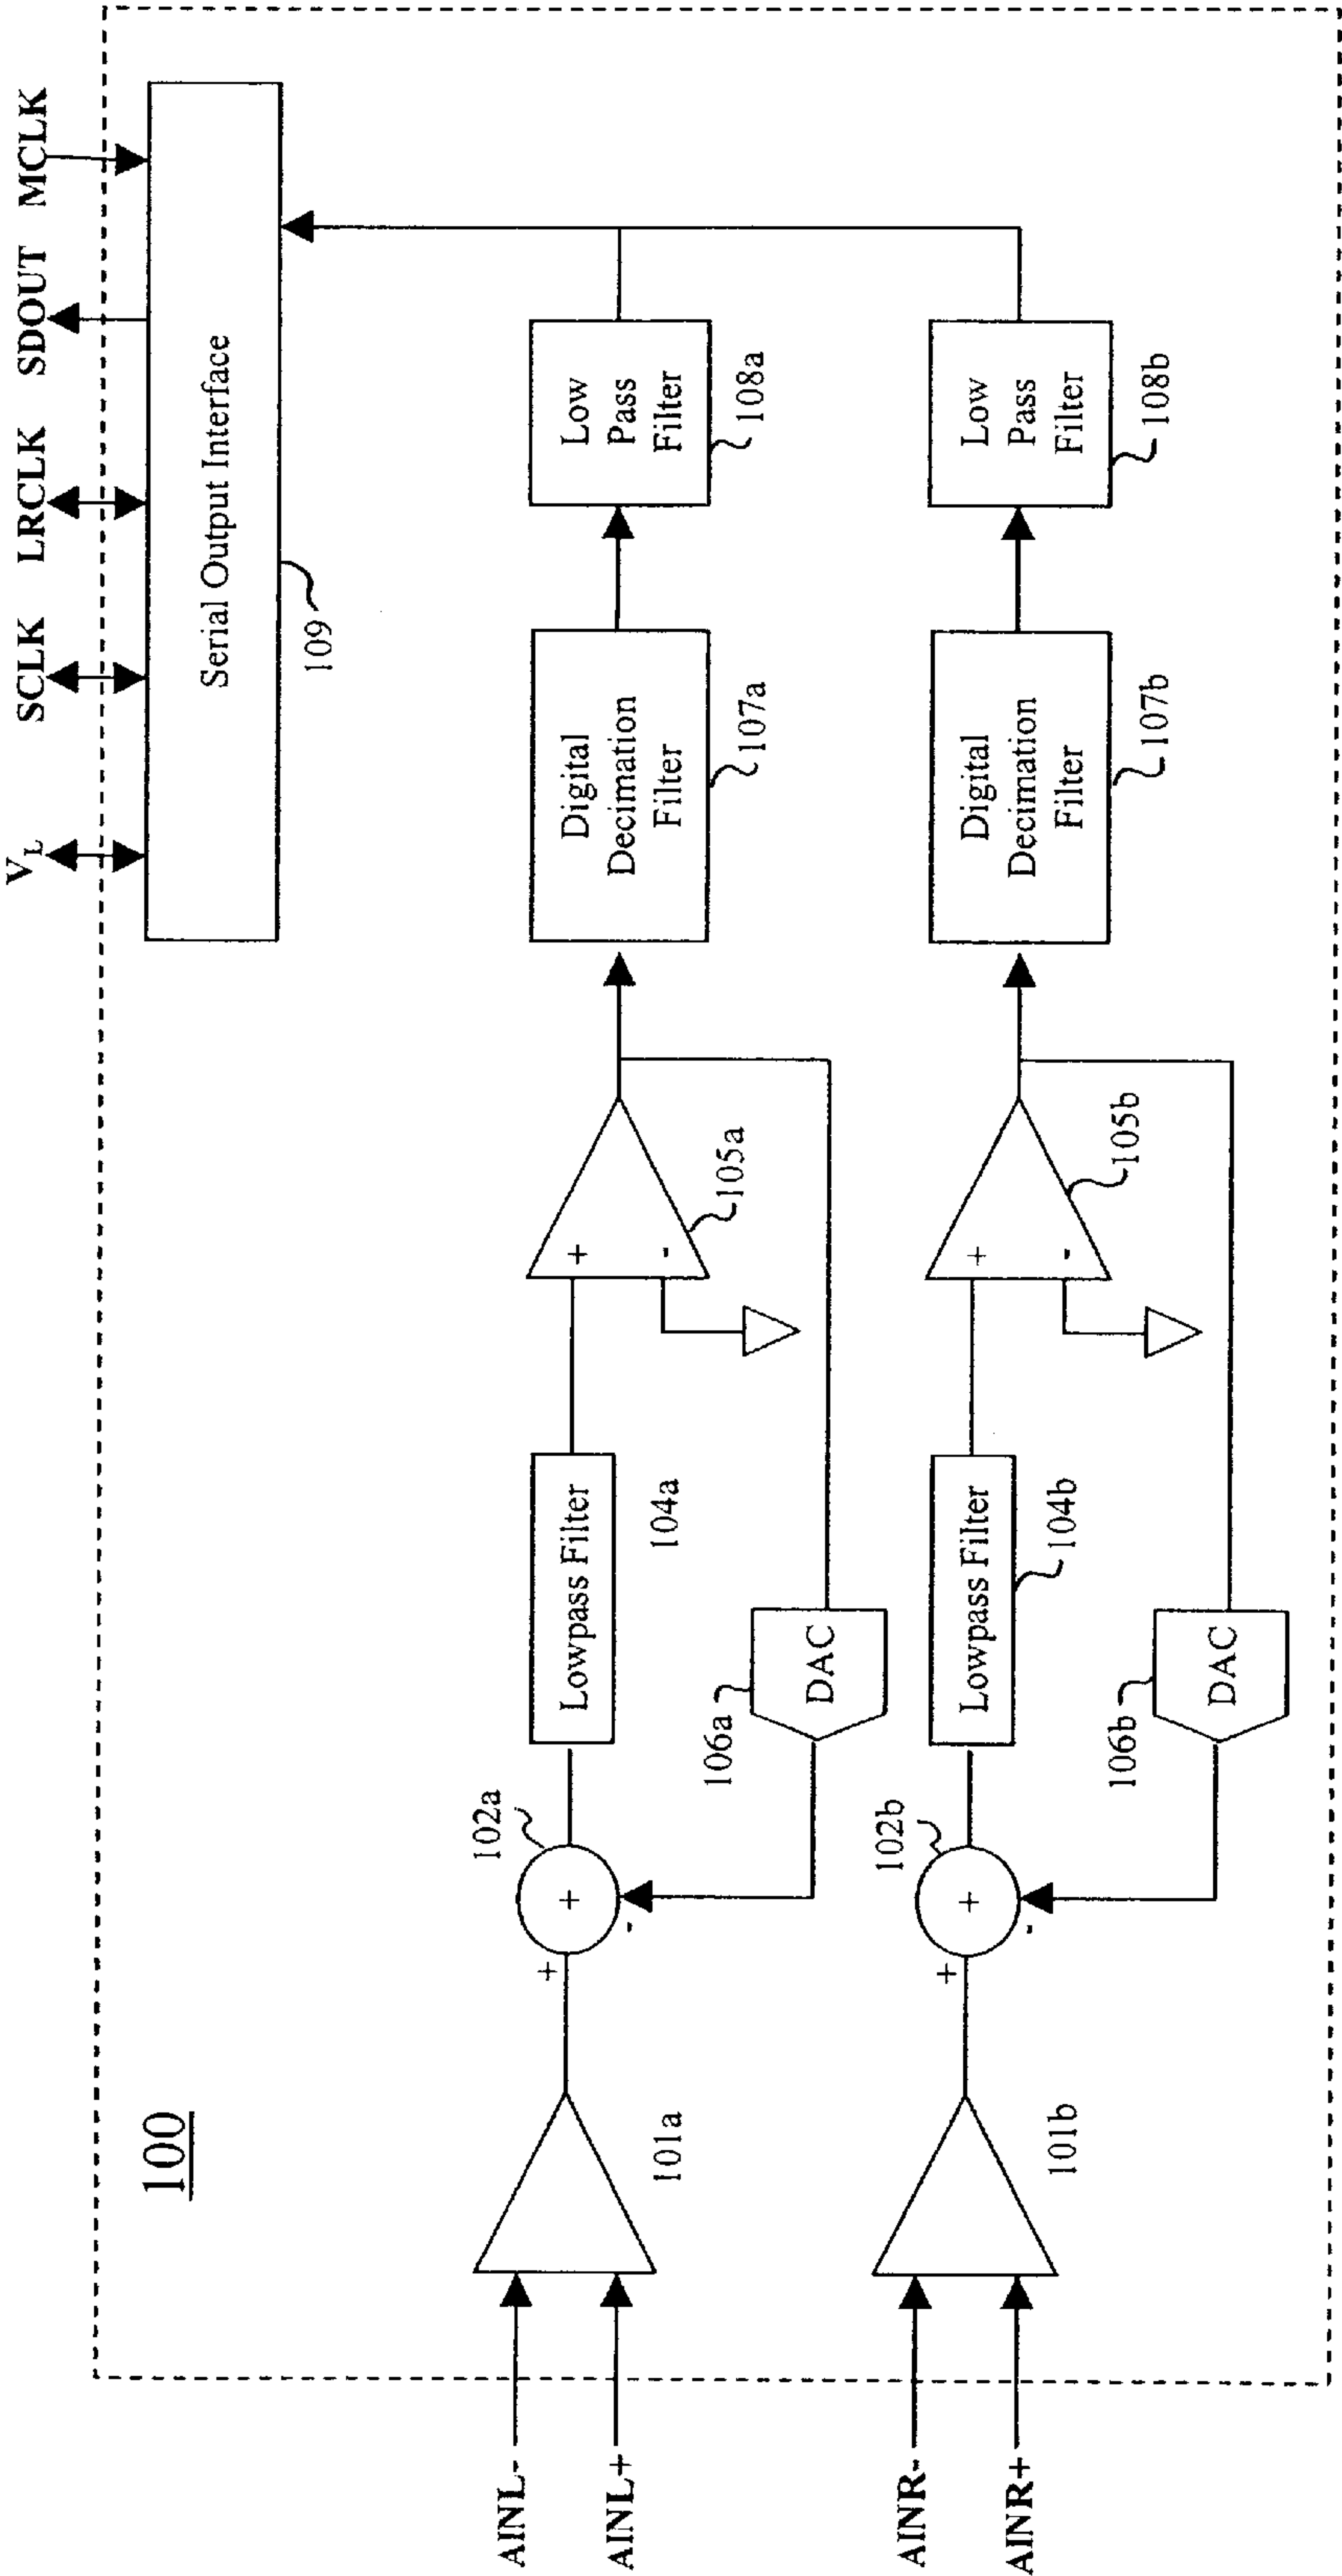 100
V_L SCLK LRCLK SDOUT MCLK
Serial Output Interface
109
AINL-
AINL+
101a
+
-
+
102a
Lowpass Filter
104a
+
-
105a
DAC
106a
Digital
Decimation
Filter
107a
Low
Pass
Filter
108a
AINR-
AINR+
101b
+
-
+
102b
Lowpass Filter
104b
+
-
105b
DAC
106b
Digital
Decimation
Filter
107b
Low
Pass
Filter
108b